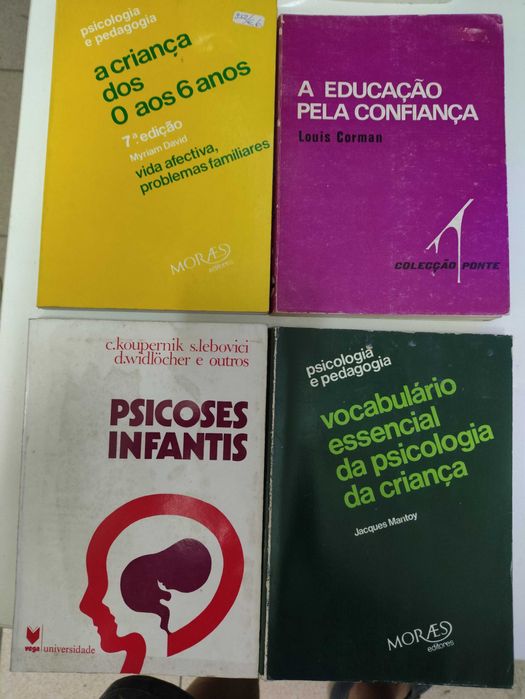 psicologia
e pedagogia
a criança
dos
0 aos 6 anos
7ª. edição
Myriam David
vida afectiva,
problemas familiares
MORÆS
editores
A EDUCAÇÃO
PELA CONFIANÇA
Louis Corman
COLECÇÃO PONTE
c.koupernik s.lebovici
d.widlöcher e outros
PSICOSES
INFANTIS
vega universidade
psicologia
e pedagogia
vocabulário
essencial
da psicologia
da criança
Jacques Mantoy
MORÆS
editores